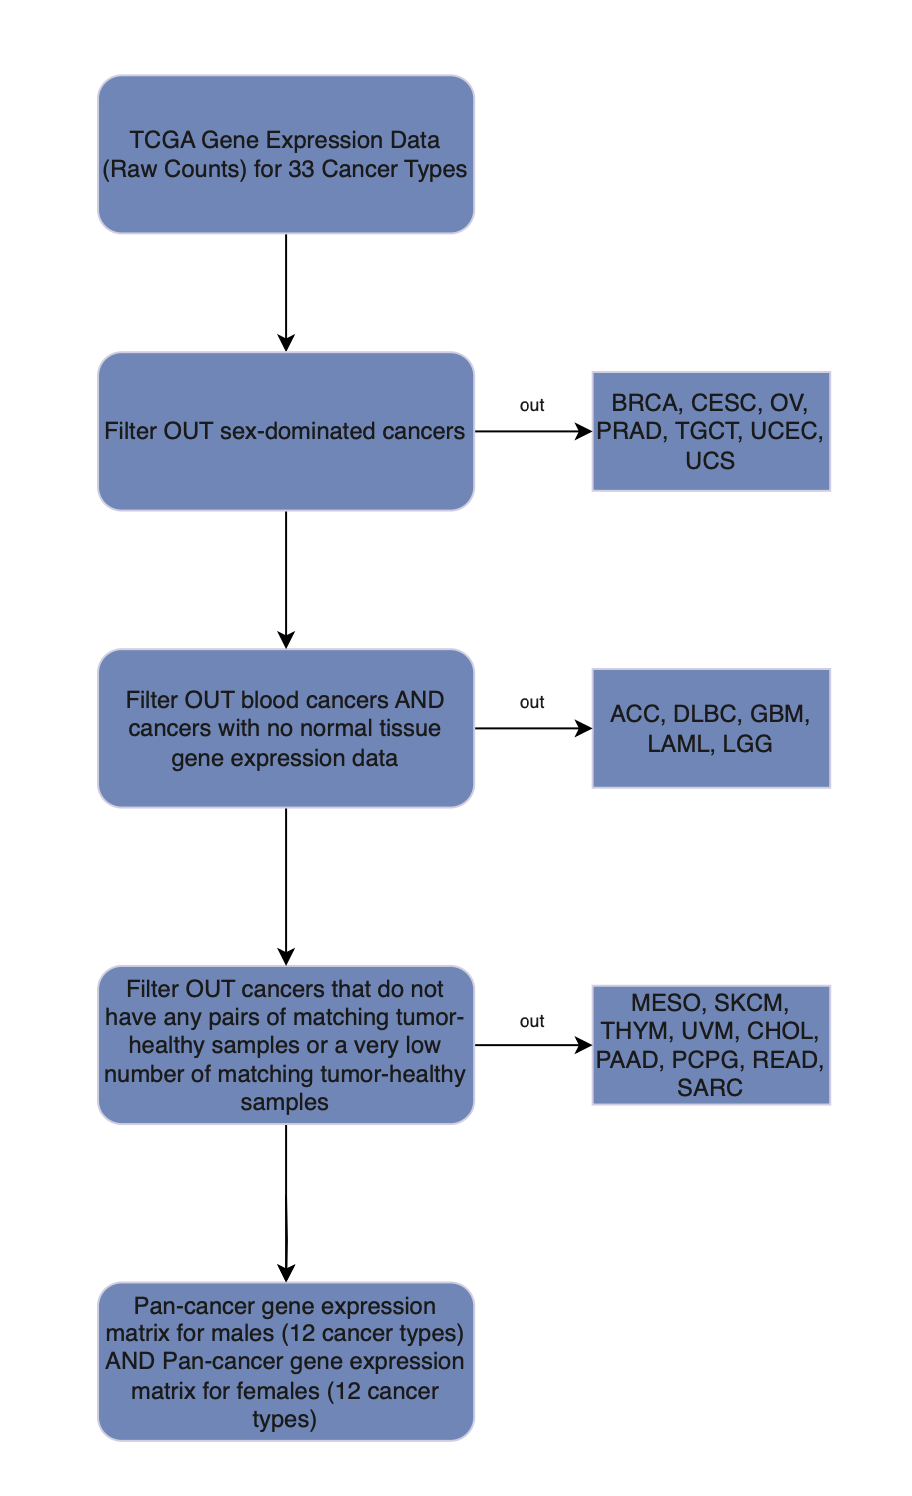 TCGA Gene Expression Data
(Raw Counts) for 33 Cancer Types
Filter OUT sex-dominated cancers
out
BRCA, CESC, OV,
PRAD, TGCT, UCEC,
UCS
Filter OUT blood cancers AND
cancers with no normal tissue
gene expression data
out
ACC, DLBC, GBM,
LAML, LGG
Filter OUT cancers that do not
have any pairs of matching tumor-
healthy samples or a very low
number of matching tumor-healthy
samples
out
MESO, SKCM,
THYM, UVM, CHOL,
PAAD, PCPG, READ,
SARC
Pan-cancer gene expression
matrix for males (12 cancer types)
AND Pan-cancer gene expression
matrix for females (12 cancer
types)